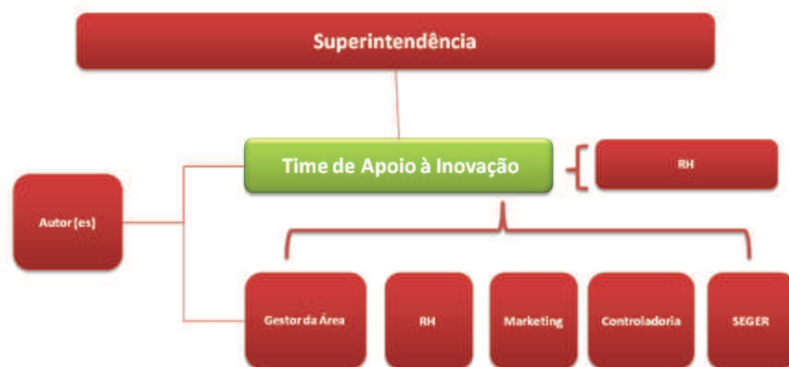 Superintendência
Time de Apoio à Inovação
RH
Autor(es)
Gestor da Área
RH
Marketing
Controladoria
SEGER